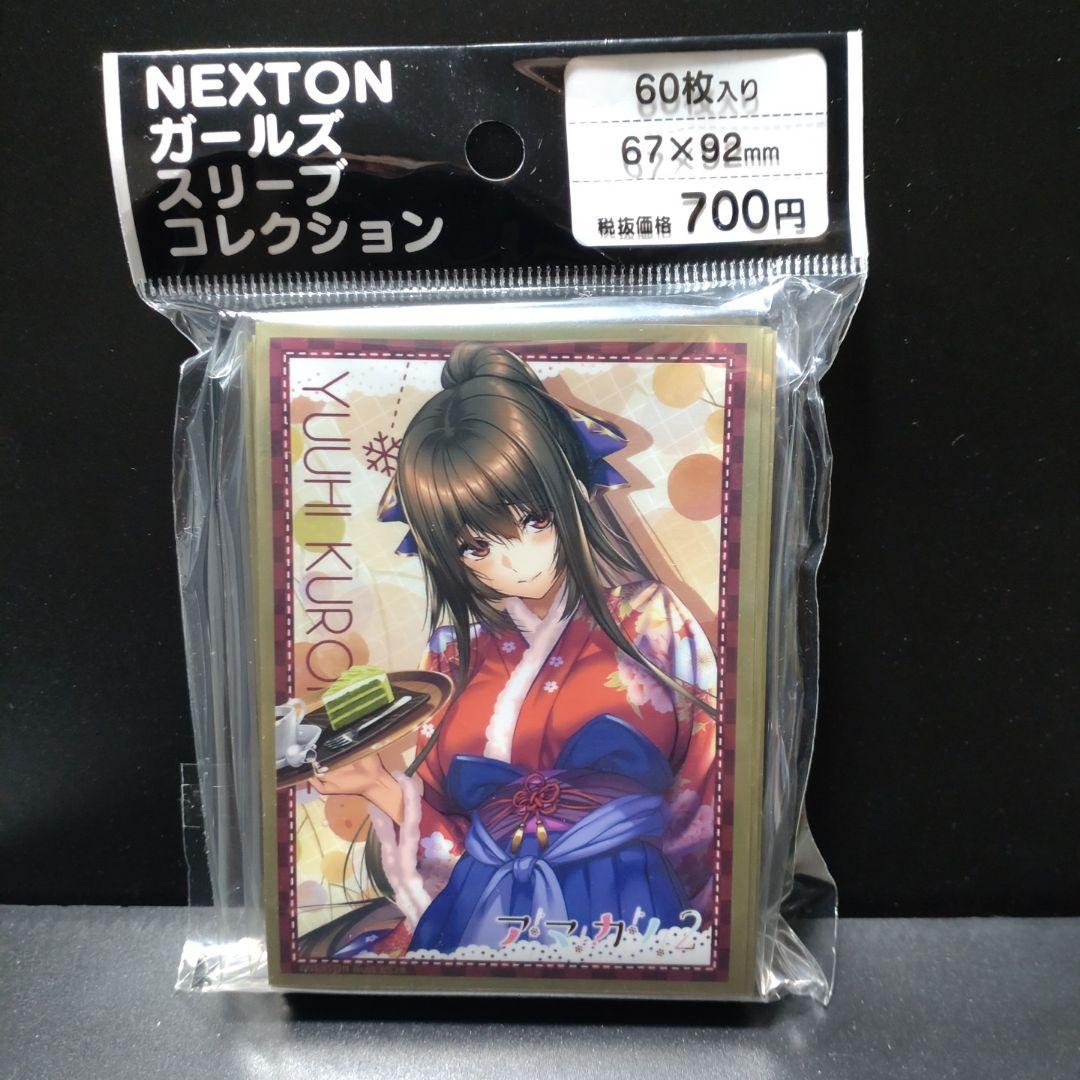 NEXTON
ガールズ
スリーブ
コレクション
60枚入り
67×92mm
税抜価格 700円
YUUHI KURO
アマカノ2